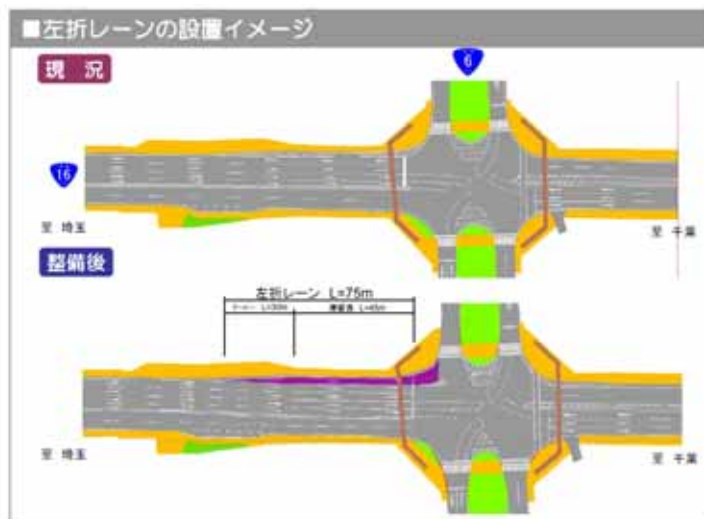 ■左折レーンの設置イメージ
現 況
6
16
至 埼玉
至 千葉
整備後
左折レーン L=75m
至 埼玉
至 千葉